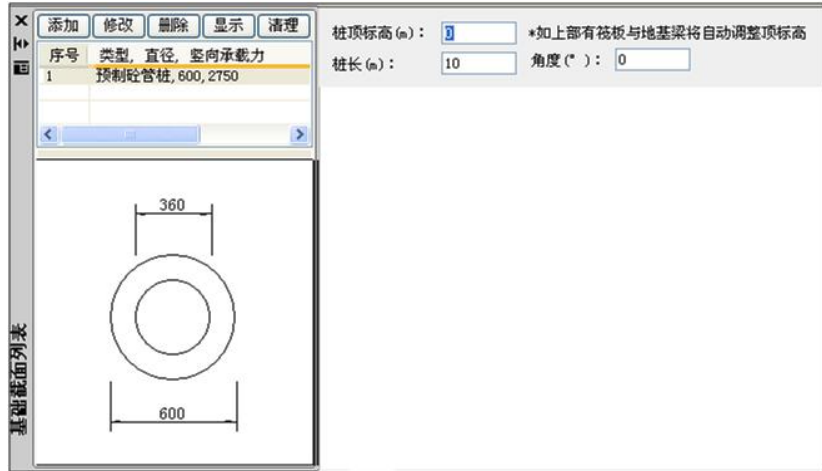 添加 修改 删除 显示 清理
序号 类型, 直径, 竖向承载力
1 预制砼管桩, 600, 2750
桩顶标高(m)： 0 *如上部有筏板与地基梁将自动调整顶标高
桩长(m)： 10 角度(°)： 0
360
600
基础截面列表